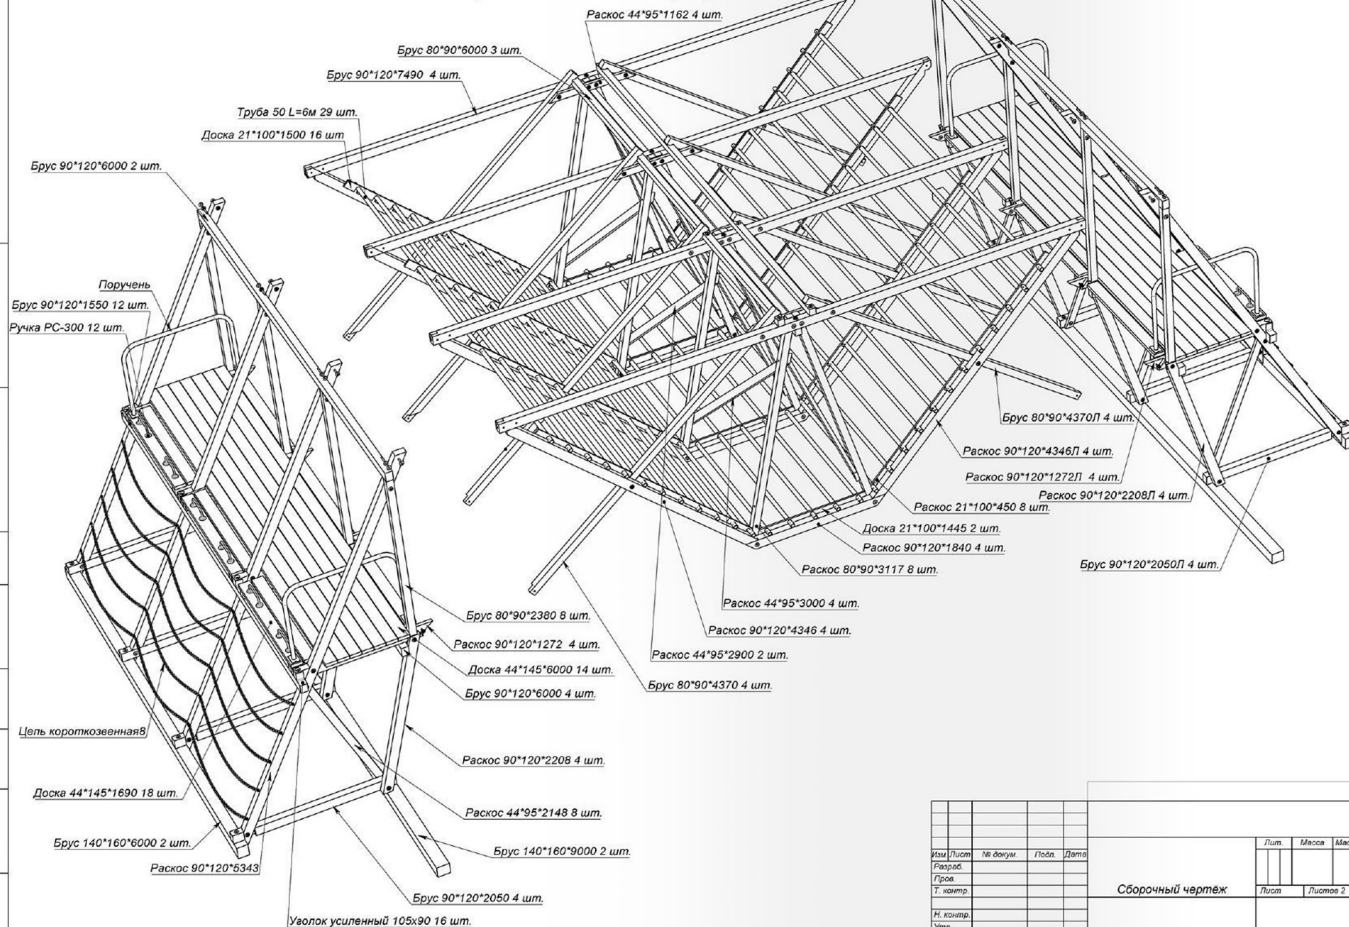 Раскос 44*95*1162 4 шт.
Брус 80*90*6000 3 шт.
Брус 90*120*7490 4 шт.
Труба 50 L=6м 29 шт.
Доска 21*100*1500 16 шт
Брус 90*120*6000 2 шт.
Поручень
Брус 90*120*1550 12 шт.
Ручка РС-300 12 шт.
Брус 80*90*4370Л 4 шт.
Раскос 90*120*4346Л 4 шт.
Раскос 90*120*1272Л 4 шт.
Раскос 90*120*2208Л 4 шт.
Раскос 21*100*450 8 шт.
Доска 21*100*1445 2 шт.
Раскос 90*120*1840 4 шт.
Брус 90*120*2050Л 4 шт.
Раскос 80*90*3117 8 шт.
Раскос 44*95*3000 4 шт.
Брус 80*90*2380 8 шт.
Раскос 90*120*4346 4 шт.
Раскос 90*120*1272 4 шт.
Раскос 44*95*2900 2 шт.
Доска 44*145*6000 14 шт.
Брус 80*90*4370 4 шт.
Брус 90*120*6000 4 шт.
Цепь короткозвенная8
Раскос 90*120*2208 4 шт.
Доска 44*145*1690 18 шт.
Раскос 44*95*2148 8 шт.
Брус 140*160*6000 2 шт.
Брус 140*160*9000 2 шт.
Раскос 90*120*5343
Брус 90*120*2050 4 шт.
Уголок усиленный 105х90 16 шт.
Изм Лист № докум. Подп. Дата
Разраб.
Пров.
Т. контр.
Н. контр.
Утв.
Сборочный чертёж
Лит. Масса Мас
Лист Листов 2